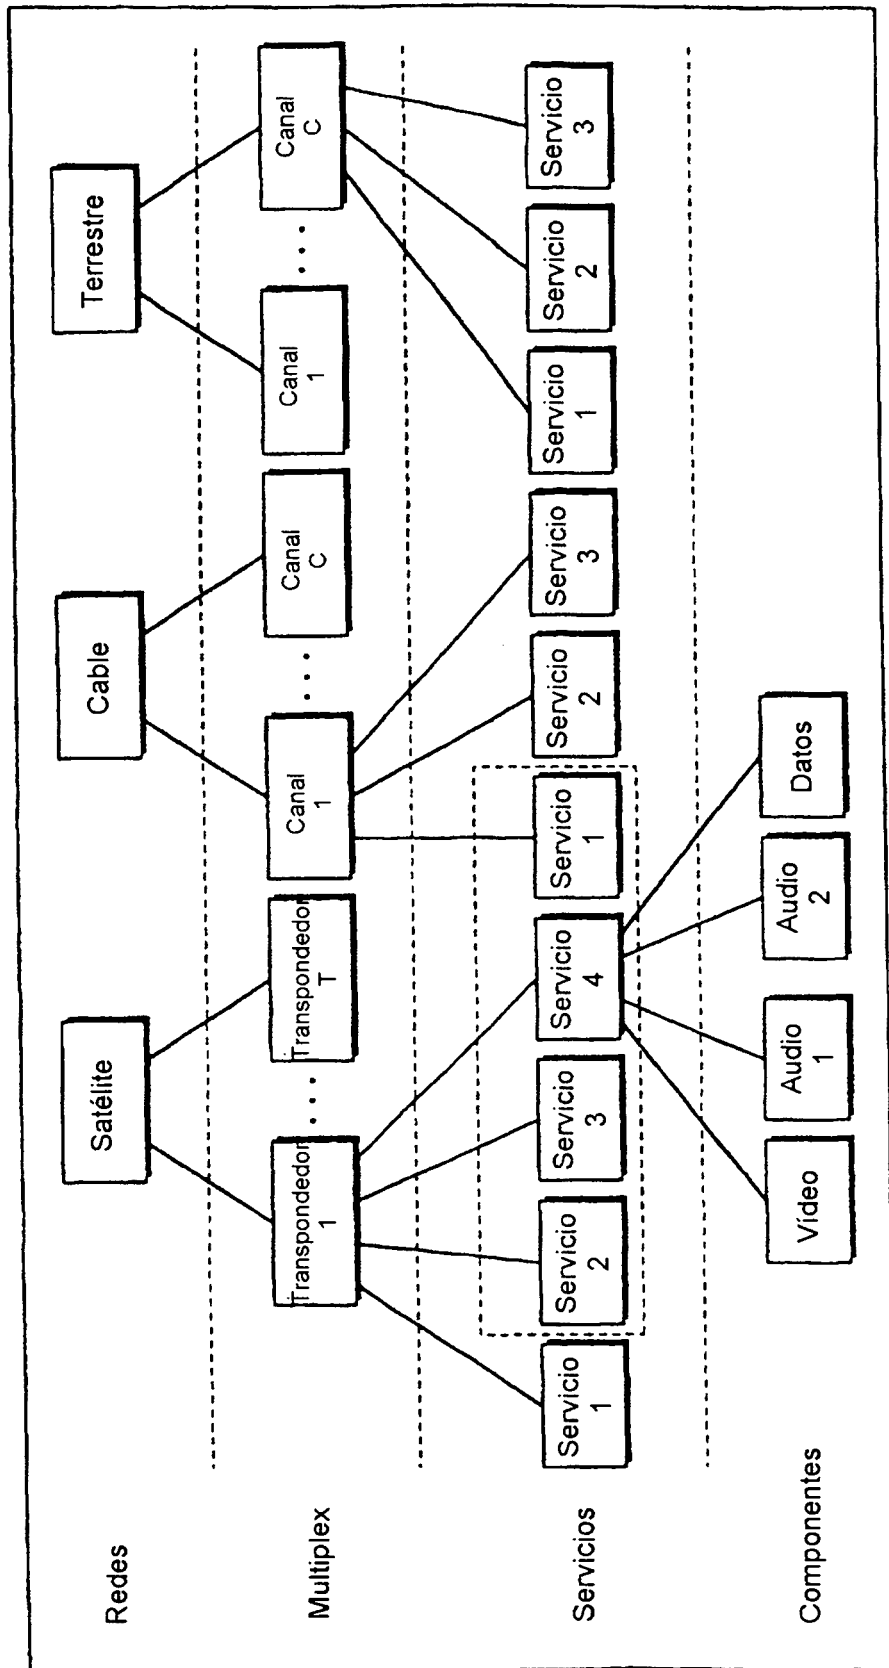 Redes
Satélite
Cable
Terrestre
Multiplex
Transpondedor
1
. . .
Transpondedor
T
Canal
1
. . .
Canal
C
Canal
1
. . .
Canal
C
Servicios
Servicio
1
Servicio
2
Servicio
3
Servicio
4
Servicio
1
Servicio
2
Servicio
3
Servicio
1
Servicio
2
Servicio
3
Componentes
Vídeo
Audio
1
Audio
2
Datos